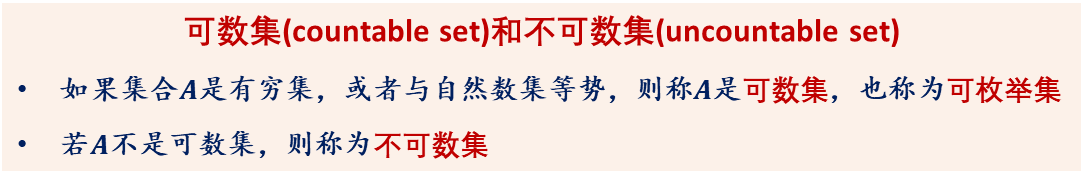 可数集(countable set)和不可数集(uncountable set)
• 如果集合A是有穷集，或者与自然数集等势，则称A是可数集，也称为可枚举集
• 若A不是可数集，则称为不可数集